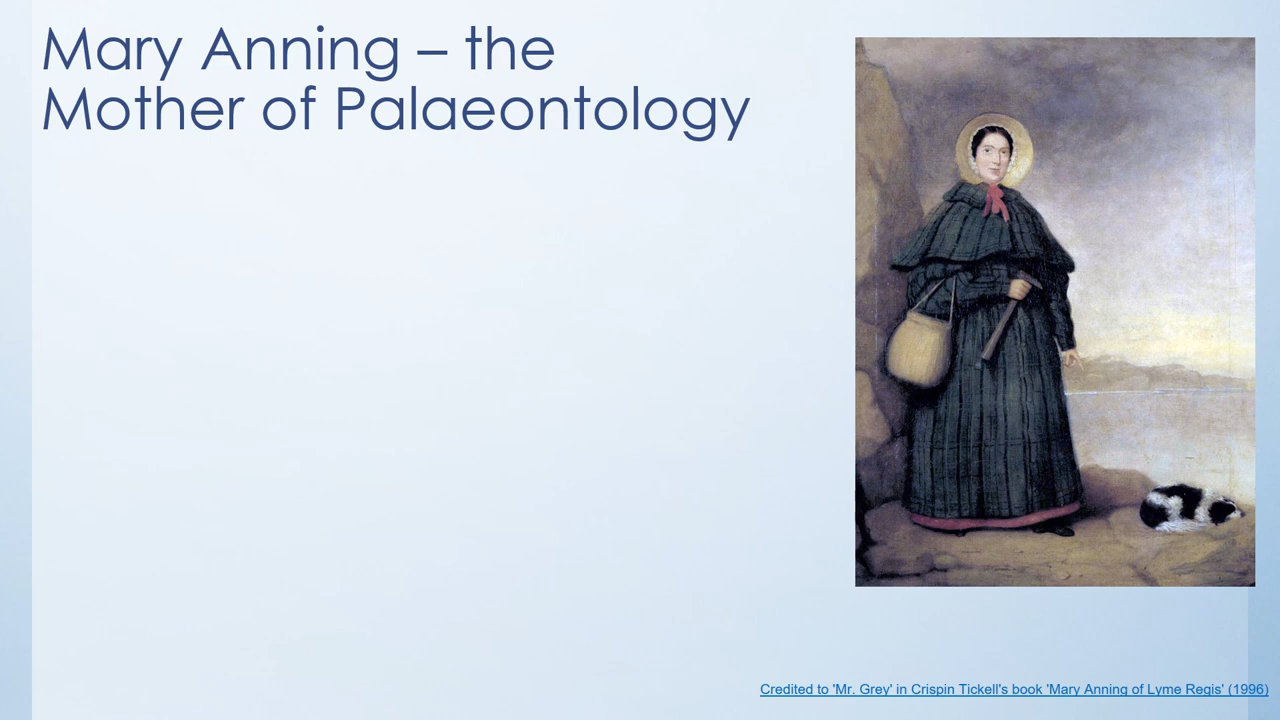 Mary Anning – the
Mother of Palaeontology
Credited to 'Mr. Grey' in Crispin Tickell's book 'Mary Anning of Lyme Regis' (1996)